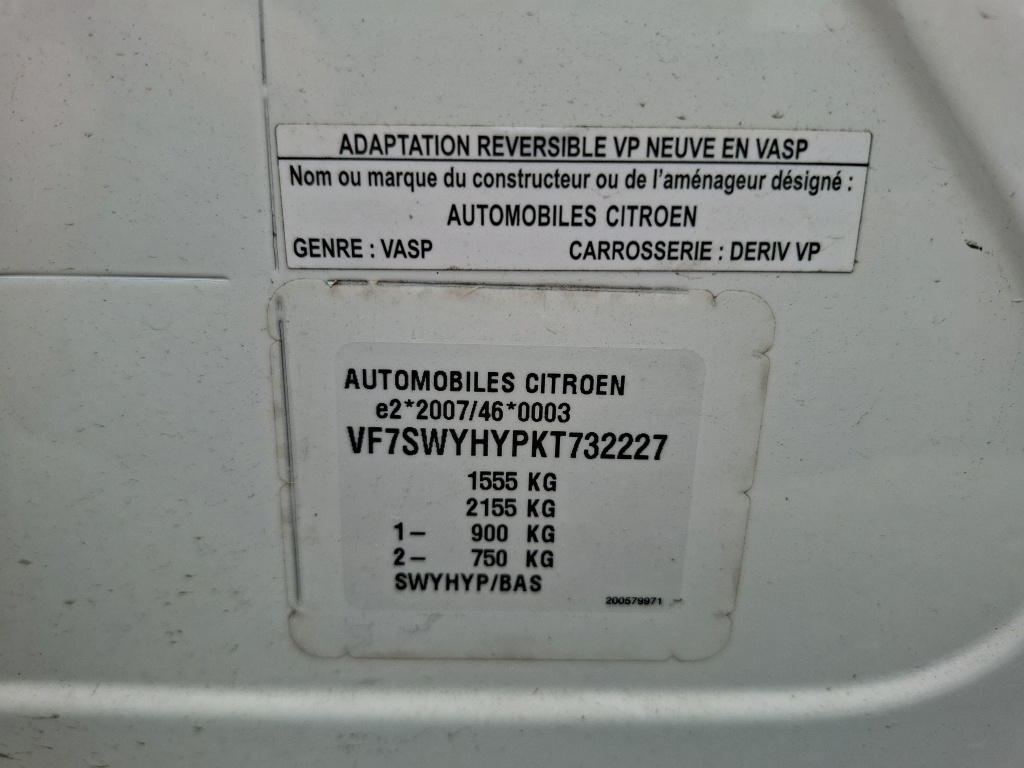 ADAPTATION REVERSIBLE VP NEUVE EN VASP
Nom ou marque du constructeur ou de l'aménageur désigné :
AUTOMOBILES CITROEN
GENRE : VASP CARROSSERIE : DERIV VP
AUTOMOBILES CITROEN
e2*2007/46*0003
VF7SWYHYPKT732227
1555 KG
2155 KG
1– 900 KG
2– 750 KG
SWYHYP/BAS
200579971